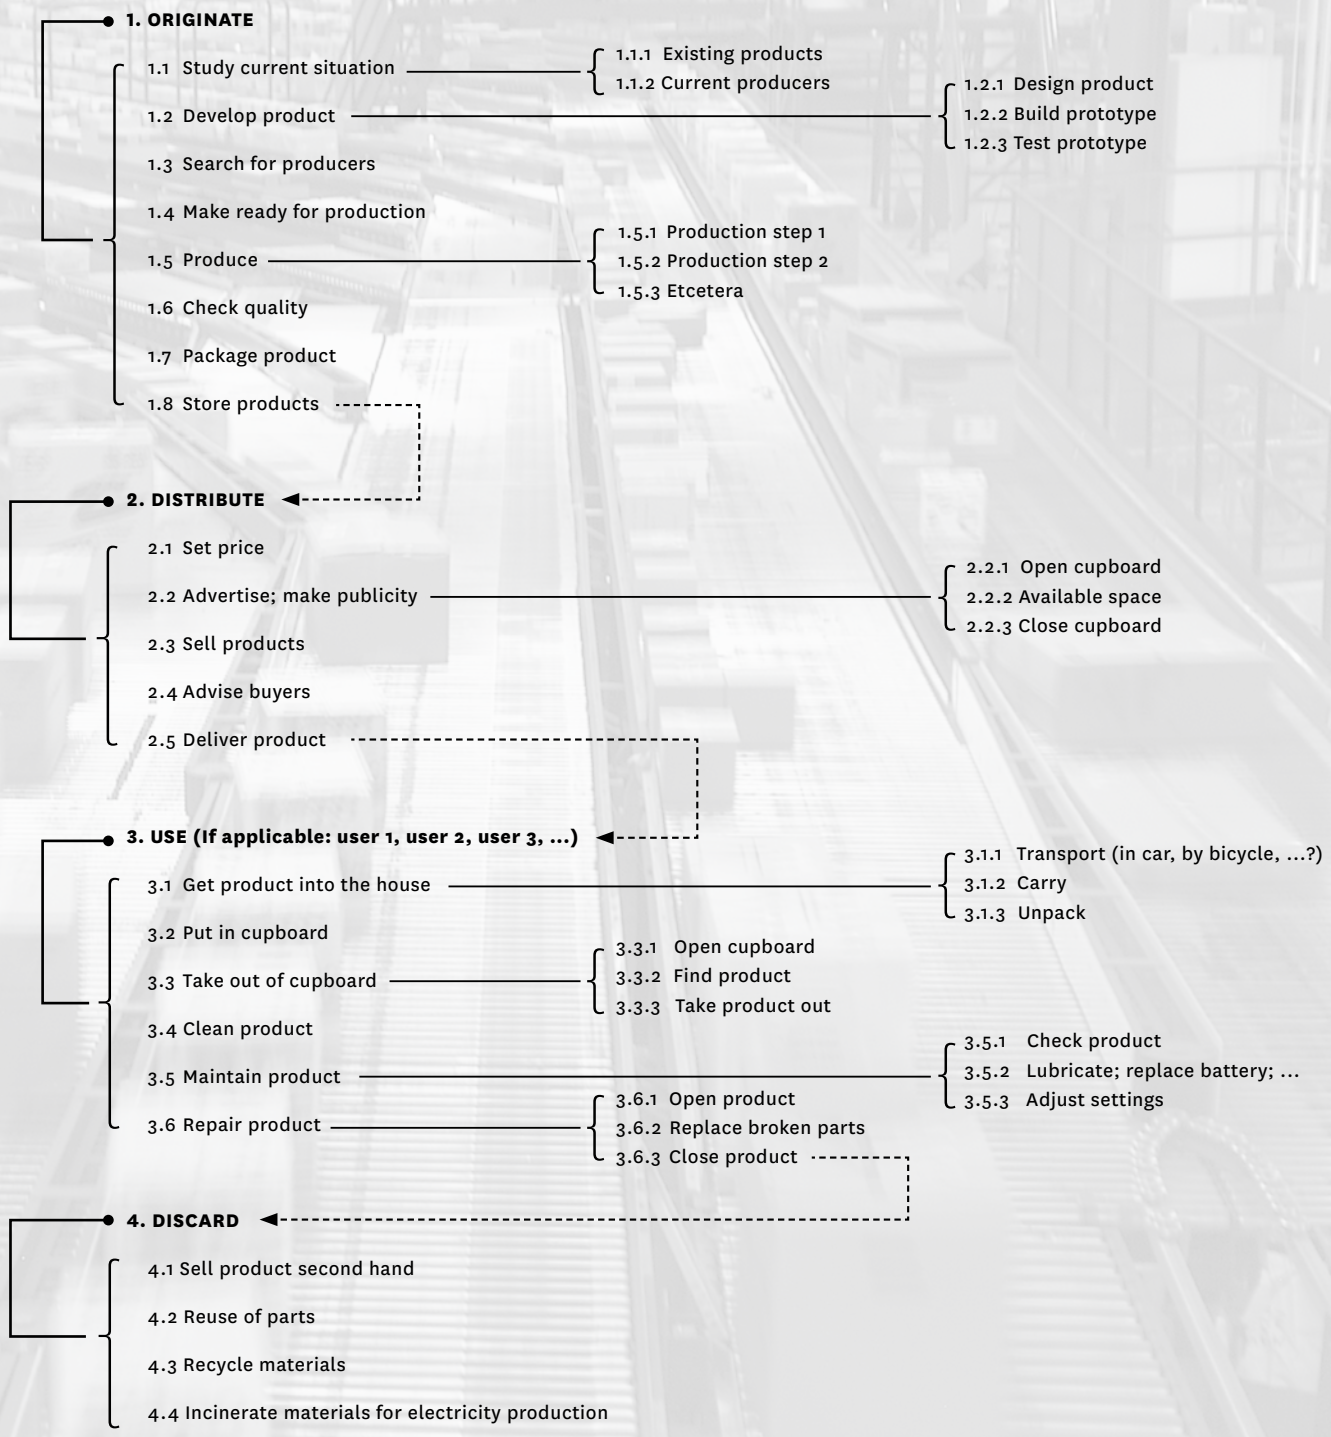 1. ORIGINATE
1.1 Study current situation
1.1.1 Existing products
1.1.2 Current producers
1.2 Develop product
1.2.1 Design product
1.2.2 Build prototype
1.2.3 Test prototype
1.3 Search for producers
1.4 Make ready for production
1.5 Produce
1.5.1 Production step 1
1.5.2 Production step 2
1.5.3 Etcetera
1.6 Check quality
1.7 Package product
1.8 Store products
2. DISTRIBUTE
2.1 Set price
2.2 Advertise; make publicity
2.2.1 Open cupboard
2.2.2 Available space
2.2.3 Close cupboard
2.3 Sell products
2.4 Advise buyers
2.5 Deliver product
3. USE (If applicable: user 1, user 2, user 3, ...)
3.1 Get product into the house
3.1.1 Transport (in car, by bicycle, ...?)
3.1.2 Carry
3.1.3 Unpack
3.2 Put in cupboard
3.3 Take out of cupboard
3.3.1 Open cupboard
3.3.2 Find product
3.3.3 Take product out
3.4 Clean product
3.5 Maintain product
3.5.1 Check product
3.5.2 Lubricate; replace battery; ...
3.5.3 Adjust settings
3.6 Repair product
3.6.1 Open product
3.6.2 Replace broken parts
3.6.3 Close product
4. DISCARD
4.1 Sell product second hand
4.2 Reuse of parts
4.3 Recycle materials
4.4 Incinerate materials for electricity production